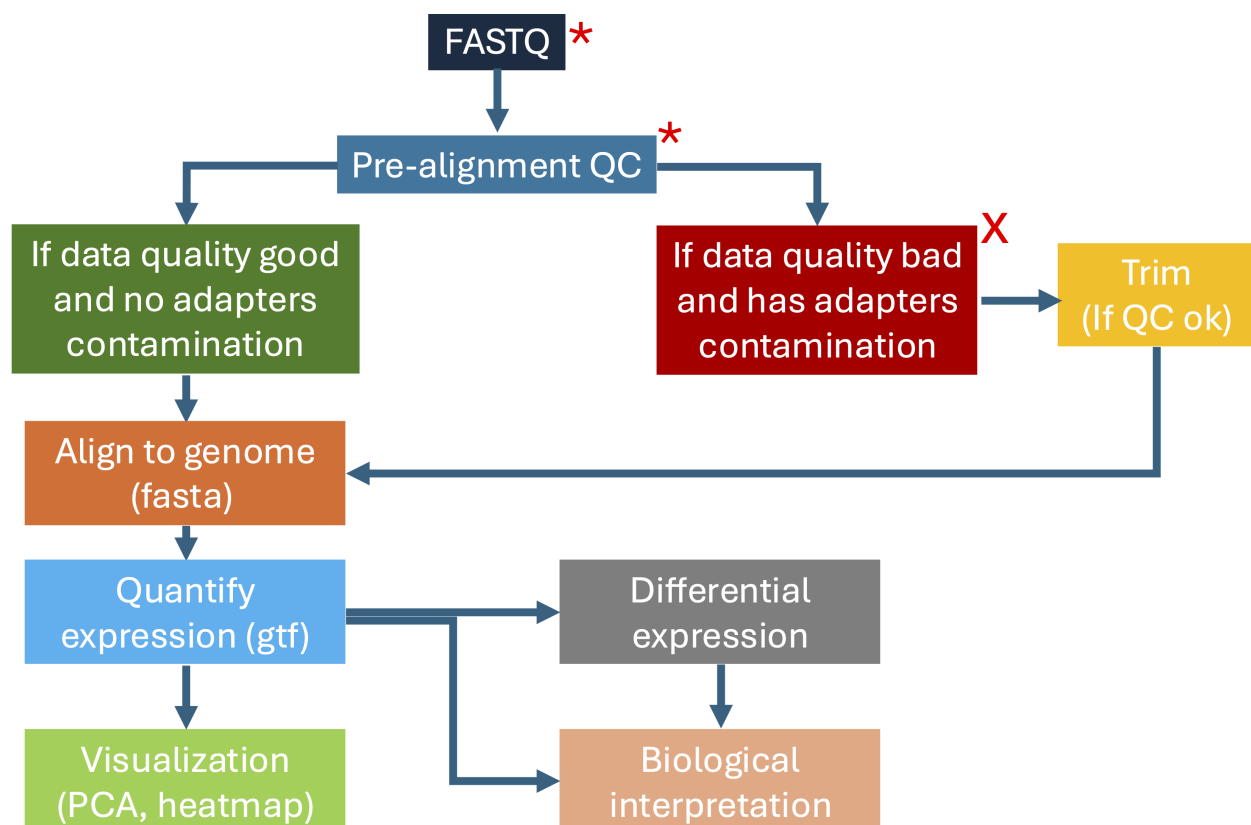 FASTQ *
Pre-alignment QC *
If data quality good
and no adapters
contamination
If data quality bad
and has adapters
contamination
X
Trim
(If QC ok)
Align to genome
(fasta)
Quantify
expression (gtf)
Differential
expression
Visualization
(PCA, heatmap)
Biological
interpretation